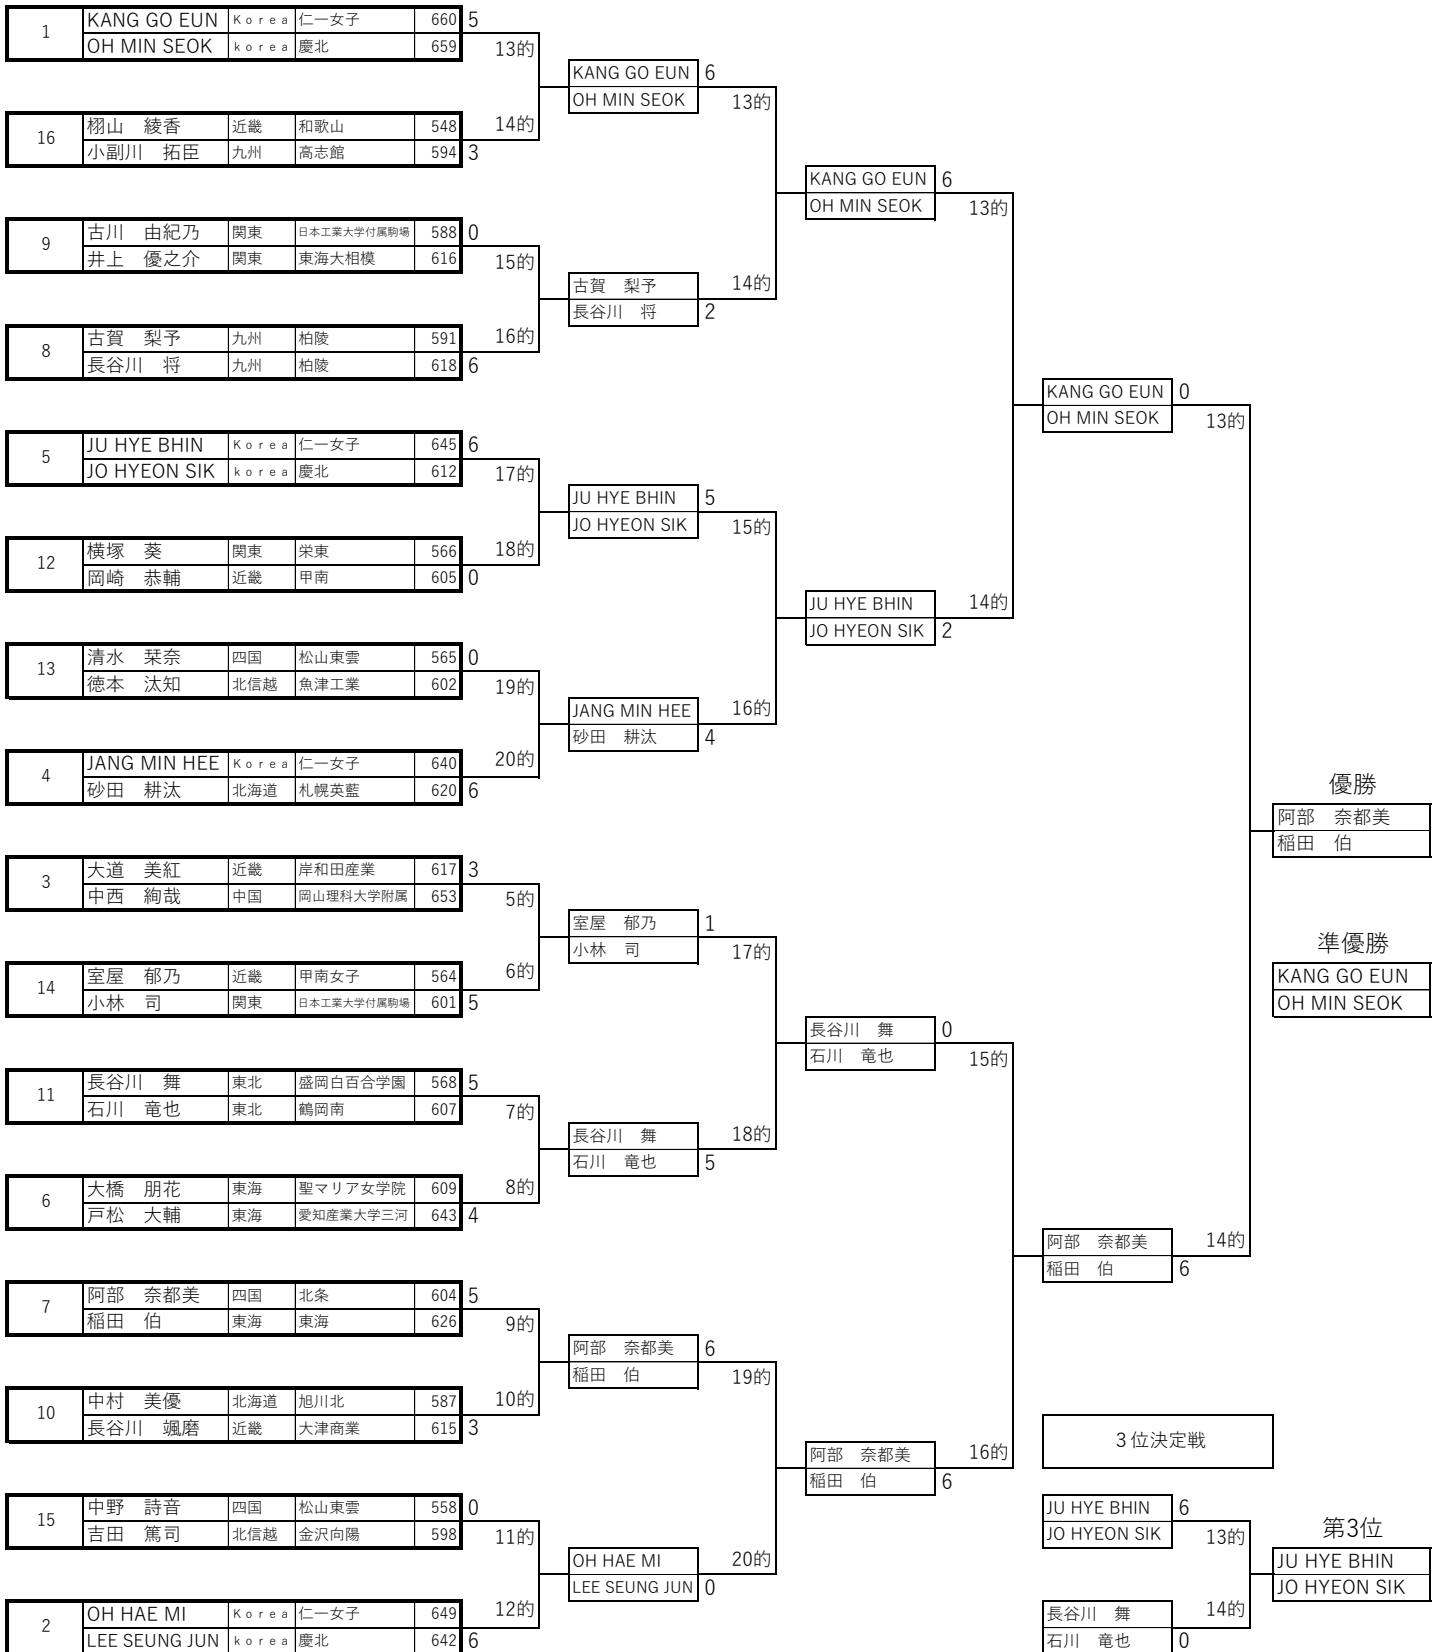 1 KANG GO EUN Ｋｏｒｅａ 仁一女子 660 5
OH MIN SEOK ｋｏｒｅａ 慶北 659
13的
KANG GO EUN 6
OH MIN SEOK
13的
14的
16 栩山　綾香 近畿 和歌山 548
小副川　拓臣 九州 高志館 594 3
KANG GO EUN 6
OH MIN SEOK
13的
9 古川　由紀乃 関東 日本工業大学付属駒場 588 0
井上　優之介 関東 東海大相模 616
15的
古賀　梨予 14的
長谷川　将 2
16的
8 古賀　梨予 九州 柏陵 591
長谷川　将 九州 柏陵 618 6
KANG GO EUN 0
OH MIN SEOK
13的
5 JU HYE BHIN Ｋｏｒｅａ 仁一女子 645 6
JO HYEON SIK ｋｏｒｅａ 慶北 612
17的
JU HYE BHIN 5
JO HYEON SIK
15的
18的
12 横塚　葵 関東 栄東 566
岡崎　恭輔 近畿 甲南 605 0
JU HYE BHIN 14的
JO HYEON SIK 2
13 清水　栞奈 四国 松山東雲 565 0
徳本　汰知 北信越 魚津工業 602
19的
JANG MIN HEE 16的
砂田　耕汰 4
20的
4 JANG MIN HEE Ｋｏｒｅａ 仁一女子 640
砂田　耕汰 北海道 札幌英藍 620 6
優勝
阿部　奈都美
稲田　伯
3 大道　美紅 近畿 岸和田産業 617 3
中西　絢哉 中国 岡山理科大学附属 653
5的
室屋　郁乃 1
小林　司
17的
準優勝
KANG GO EUN
OH MIN SEOK
6的
14 室屋　郁乃 近畿 甲南女子 564
小林　司 関東 日本工業大学付属駒場 601 5
長谷川　舞 0
石川　竜也
15的
11 長谷川　舞 東北 盛岡白百合学園 568 5
石川　竜也 東北 鶴岡南 607
7的
長谷川　舞 18的
石川　竜也 5
8的
6 大橋　朋花 東海 聖マリア女学院 609
戸松　大輔 東海 愛知産業大学三河 643 4
阿部　奈都美 14的
稲田　伯 6
7 阿部　奈都美 四国 北条 604 5
稲田　伯 東海 東海 626
9的
阿部　奈都美 6
稲田　伯
19的
10的
10 中村　美優 北海道 旭川北 587
長谷川　颯磨 近畿 大津商業 615 3
３位決定戦
阿部　奈都美 16的
稲田　伯 6
15 中野　詩音 四国 松山東雲 558 0
吉田　篤司 北信越 金沢向陽 598
11的
JU HYE BHIN 6
JO HYEON SIK
13的
第3位
JU HYE BHIN
JO HYEON SIK
OH HAE MI 20的
LEE SEUNG JUN 0
12的
2 OH HAE MI Ｋｏｒｅａ 仁一女子 649
LEE SEUNG JUN ｋｏｒｅａ 慶北 642 6
長谷川　舞 14的
石川　竜也 0